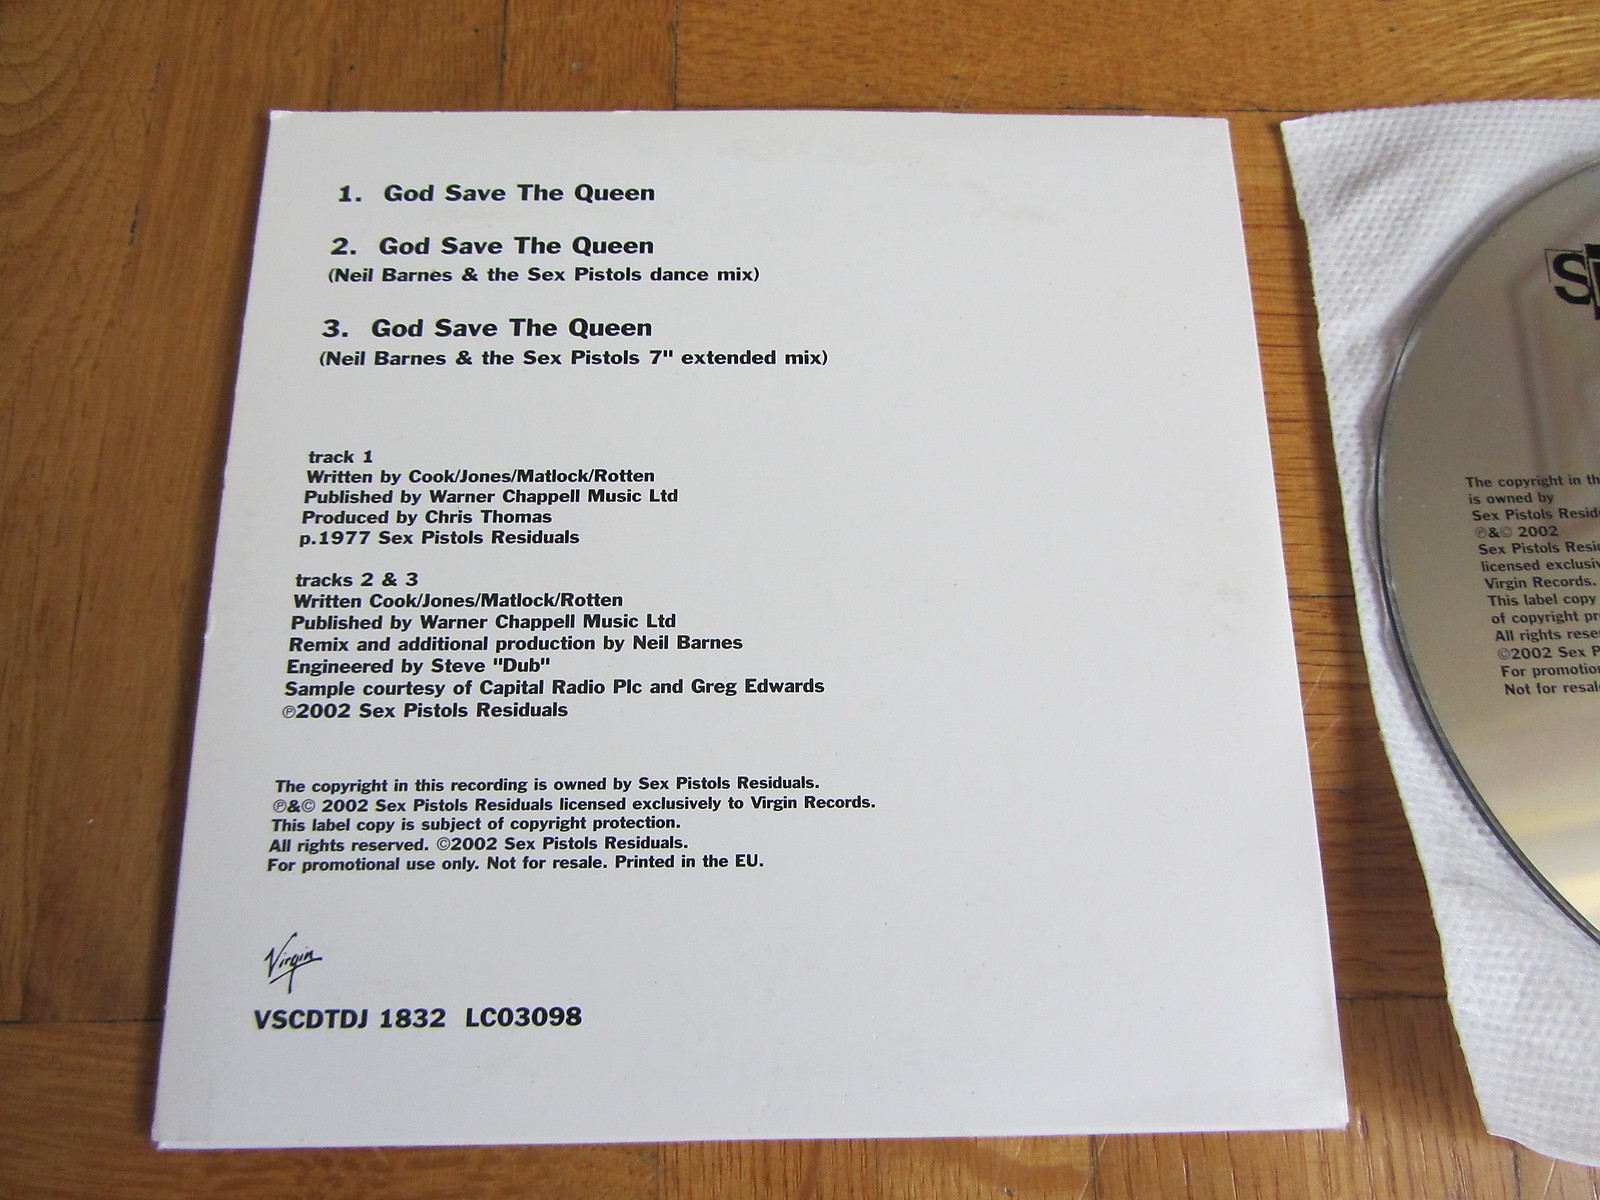 1. God Save The Queen
2. God Save The Queen
(Neil Barnes & the Sex Pistols dance mix)
3. God Save The Queen
(Neil Barnes & the Sex Pistols 7" extended mix)
track 1
Written by Cook/Jones/Matlock/Rotten
Published by Warner Chappell Music Ltd
Produced by Chris Thomas
p.1977 Sex Pistols Residuals
tracks 2 & 3
Written Cook/Jones/Matlock/Rotten
Published by Warner Chappell Music Ltd
Remix and additional production by Neil Barnes
Engineered by Steve "Dub"
Sample courtesy of Capital Radio Plc and Greg Edwards
℗2002 Sex Pistols Residuals
The copyright in this recording is owned by Sex Pistols Residuals.
℗&© 2002 Sex Pistols Residuals licensed exclusively to Virgin Records.
This label copy is subject of copyright protection.
All rights reserved. ©2002 Sex Pistols Residuals.
For promotional use only. Not for resale. Printed in the EU.
Virgin
VSCDTDJ 1832 LC03098
The copyright in th
is owned by
Sex Pistols Resid
℗&© 2002
Sex Pistols Resi
licensed exclusiv
Virgin Records.
This label copy
of copyright pr
All rights rese
©2002 Sex P
For promotio
Not for resal